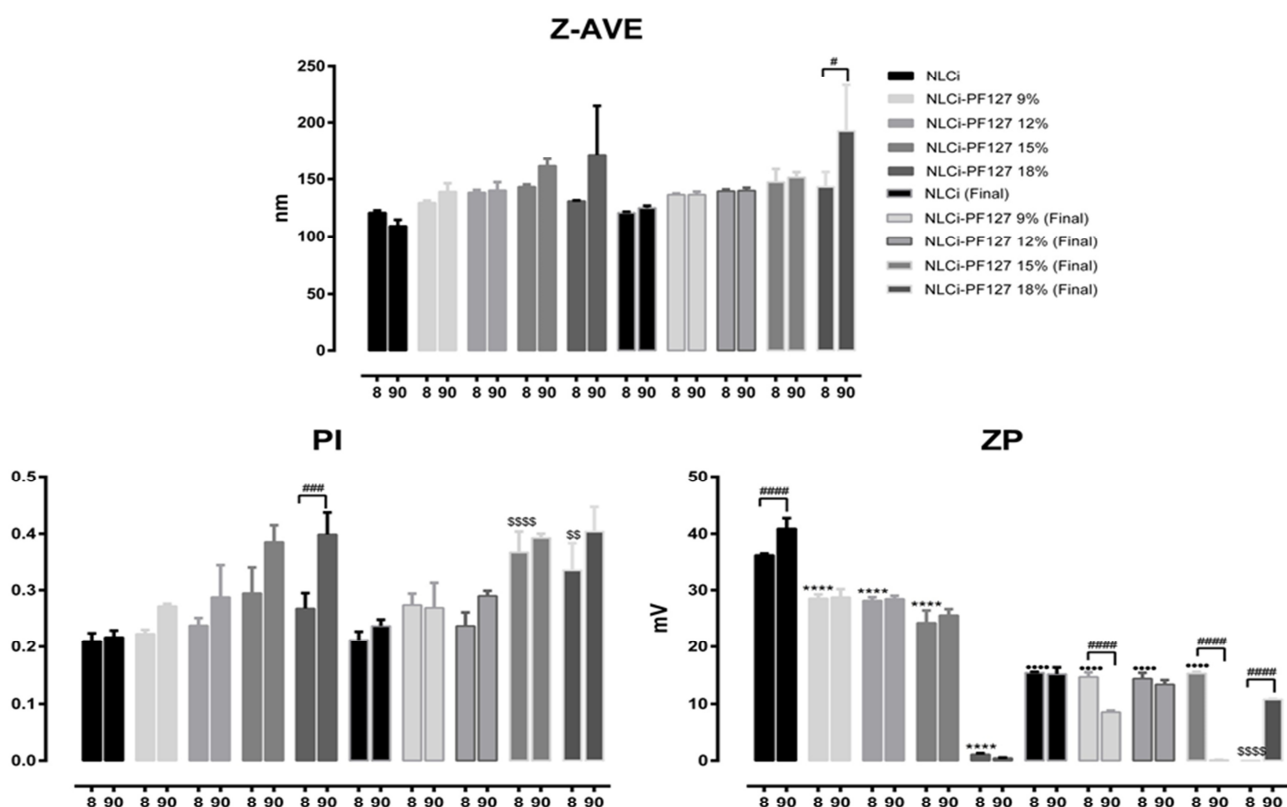 Z-AVE
250
200
150
100
50
0
nm
#
8 90 8 90 8 90 8 90 8 90 8 90 8 90 8 90 8 90 8 90
NLCi
NLCi-PF127 9%
NLCi-PF127 12%
NLCi-PF127 15%
NLCi-PF127 18%
NLCi (Final)
NLCi-PF127 9% (Final)
NLCi-PF127 12% (Final)
NLCi-PF127 15% (Final)
NLCi-PF127 18% (Final)
PI
0.5
0.4
0.3
0.2
0.1
0.0
###
$$$$
$$
8 90 8 90 8 90 8 90 8 90 8 90 8 90 8 90 8 90 8 90
ZP
50
40
30
20
10
0
mV
####
****
****
****
****
••••
####
••••
••••
####
••••
####
$$$$
8 90 8 90 8 90 8 90 8 90 8 90 8 90 8 90 8 90 8 90